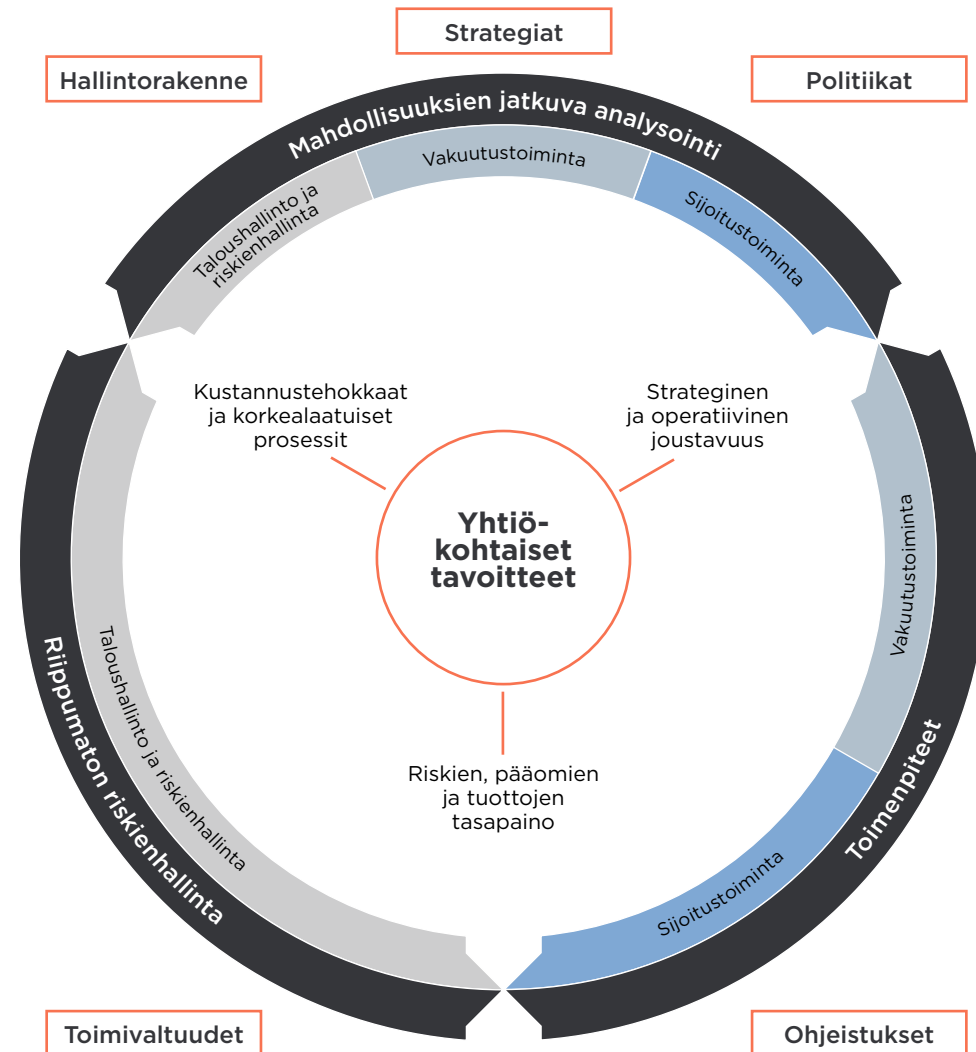 Strategiat
Hallintorakenne
Politiikat
Mahdollisuuksien jatkuva analysointi
Vakuutustoiminta
Taloushallinto ja
riskienhallinta
Sijoitustoiminta
Kustannustehokkaat
ja korkealaatuiset
prosessit
Strateginen
ja operatiivinen
joustavuus
Yhtiö-
kohtaiset
tavoitteet
Vakuutustoiminta
Taloushallinto ja riskienhallinta
Riippumaton riskienhallinta
Toimenpiteet
Riskien, pääomien
ja tuottojen
tasapaino
Sijoitustoiminta
Toimivaltuudet
Ohjeistukset